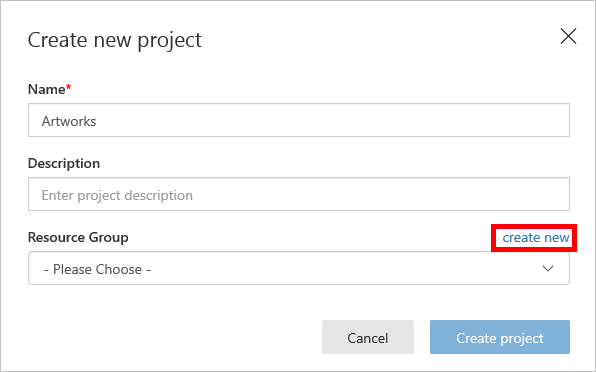 Create new project
Name*
Artworks
Description
Enter project description
Resource Group create new
- Please Choose -
Cancel Create project